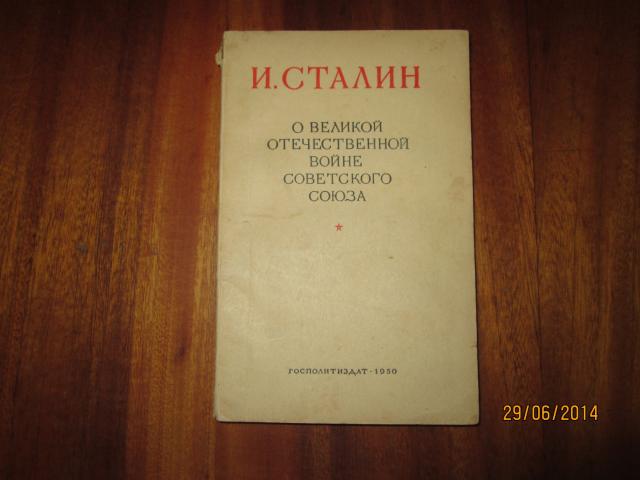 И. СТАЛИН
О ВЕЛИКОЙ
ОТЕЧЕСТВЕННОЙ
ВОЙНЕ
СОВЕТСКОГО
СОЮЗА
ГОСПОЛИТИЗДАТ · 1950
29/06/2014